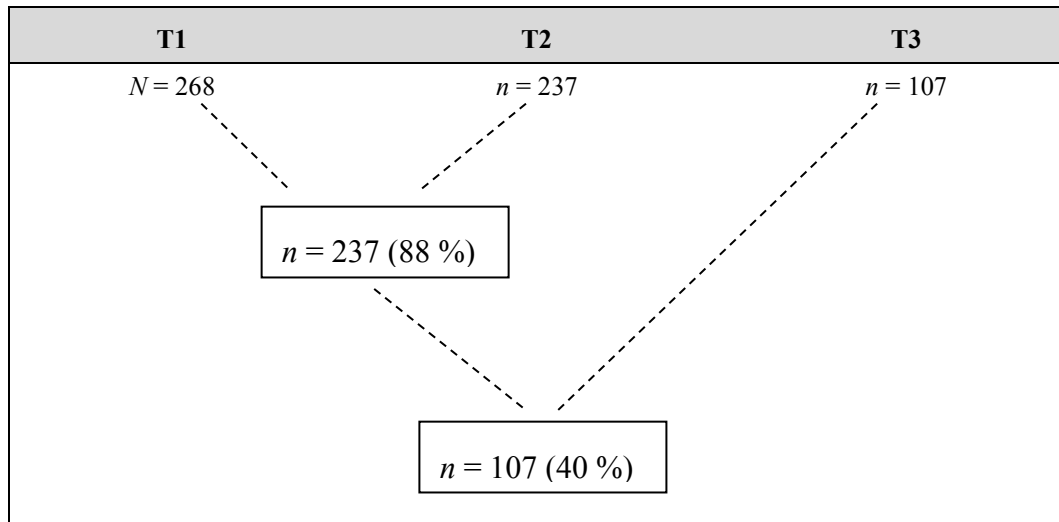 T1 T2 T3
N = 268 n = 237 n = 107
n = 237 (88 %)
n = 107 (40 %)